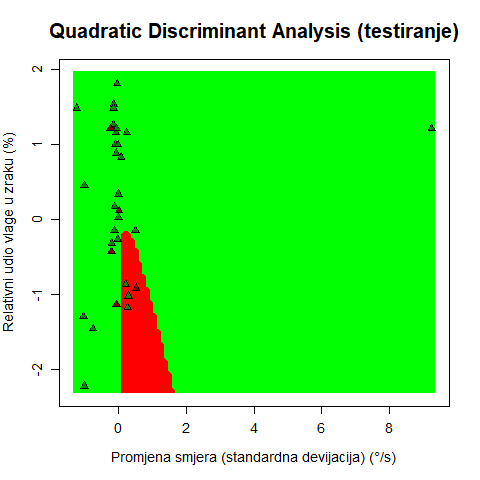 Quadratic Discriminant Analysis (testiranje)
Relativni udio vlage u zraku (%)
2
1
0
-1
-2
0 2 4 6 8
Promjena smjera (standardna devijacija) (°/s)